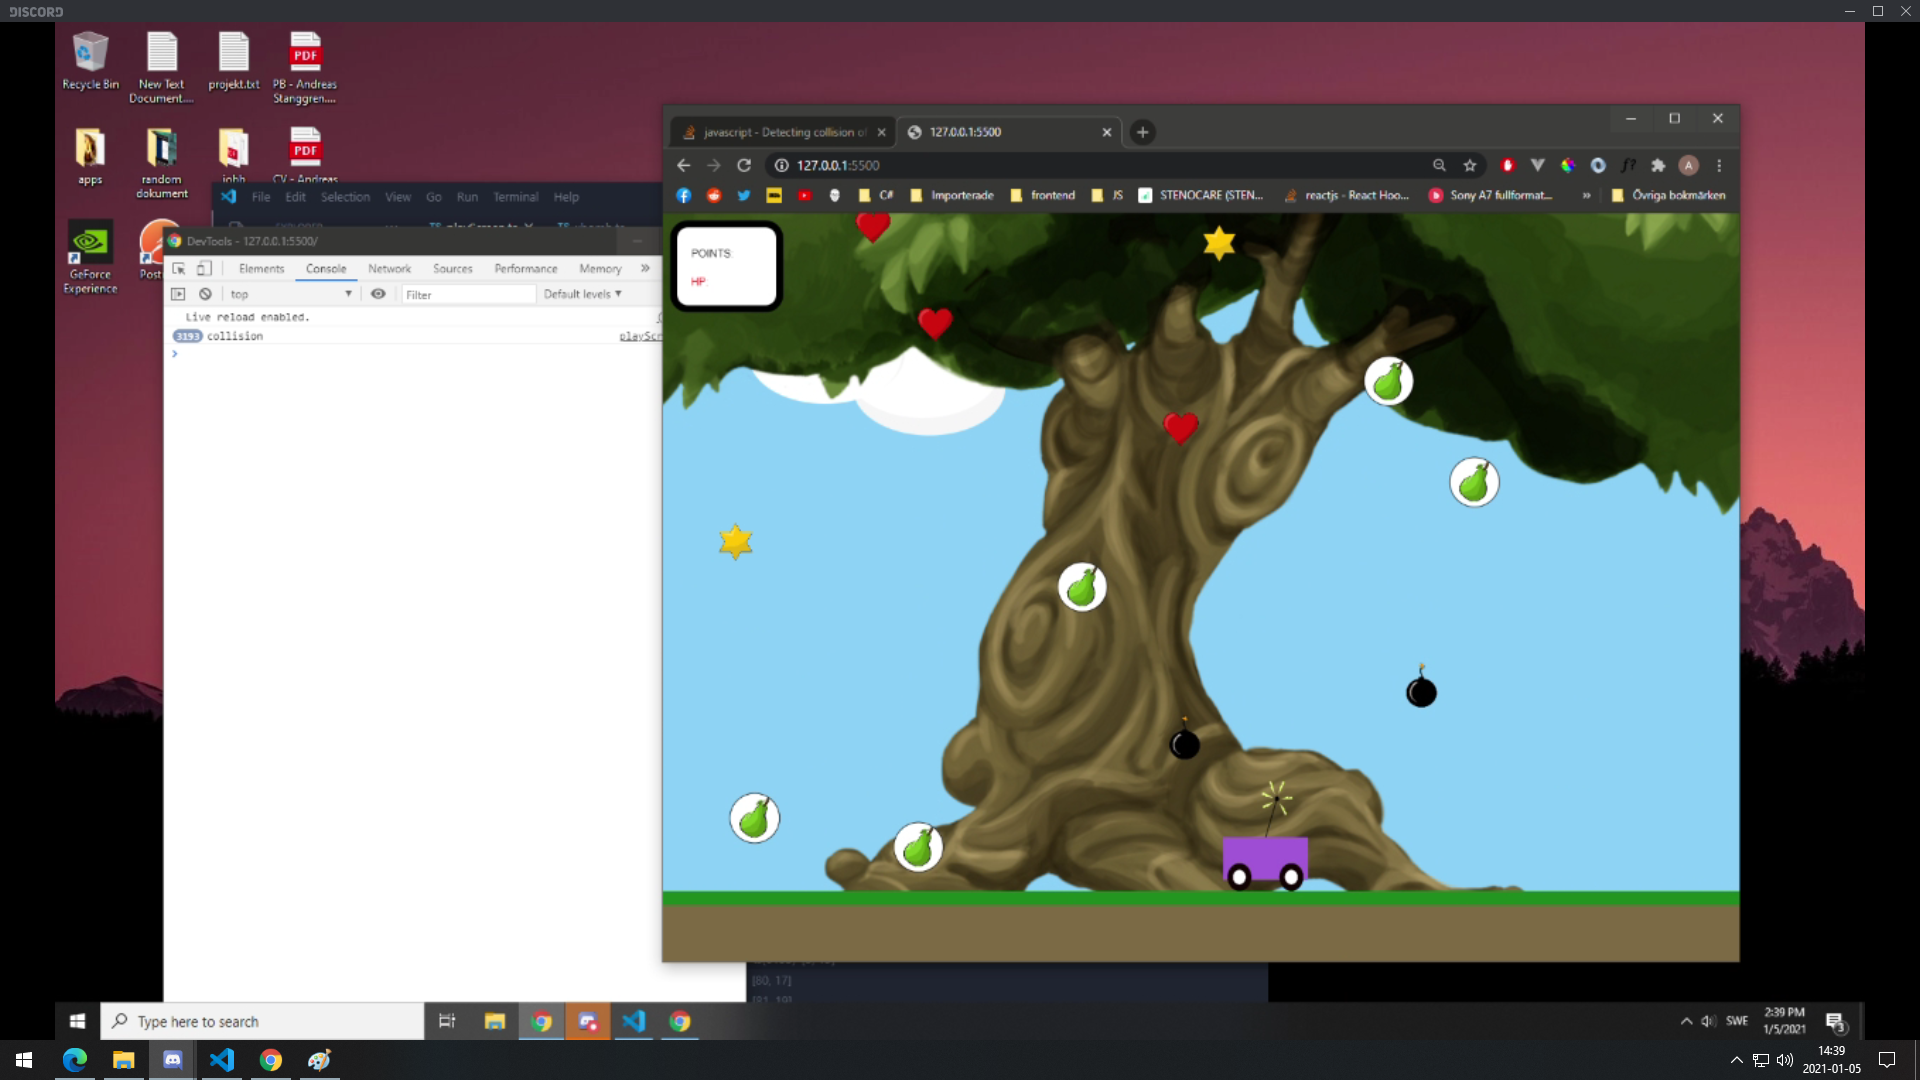 DISCORD
Recycle Bin
New Text Document....
projekt.txt
PB - Andreas Stanggren....
apps
random dokument
jobb
CV - Andreas
GeForce Experience
File Edit Selection View Go Run Terminal Help
DevTools - 127.0.0.1:5500/
Elements Console Network Sources Performance Memory »
top Filter Default levels
Live reload enabled.
3193 collision playScr
javascript - Detecting collision of
127.0.0.1:5500
127.0.0.1:5500
f?
A
C# Importerade frontend JS STENOCARE (STEN... reactjs - React Hoo... Sony A7 fullformat... » Övriga bokmärken
POINTS:
HP:
[80, 17]
[81, 19]
Type here to search
SWE
2:39 PM
1/5/2021
3
14:39
2021-01-05